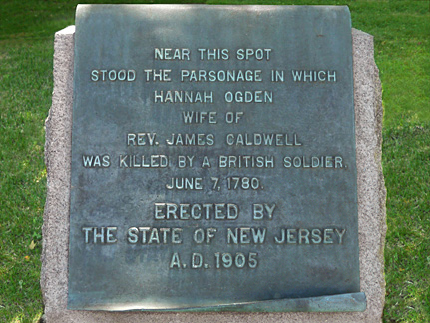 NEAR THIS SPOT
STOOD THE PARSONAGE IN WHICH
HANNAH OGDEN
WIFE OF
REV. JAMES CALDWELL
WAS KILLED BY A BRITISH SOLDIER.
JUNE 7, 1780.
ERECTED BY
THE STATE OF NEW JERSEY
A.D. 1905